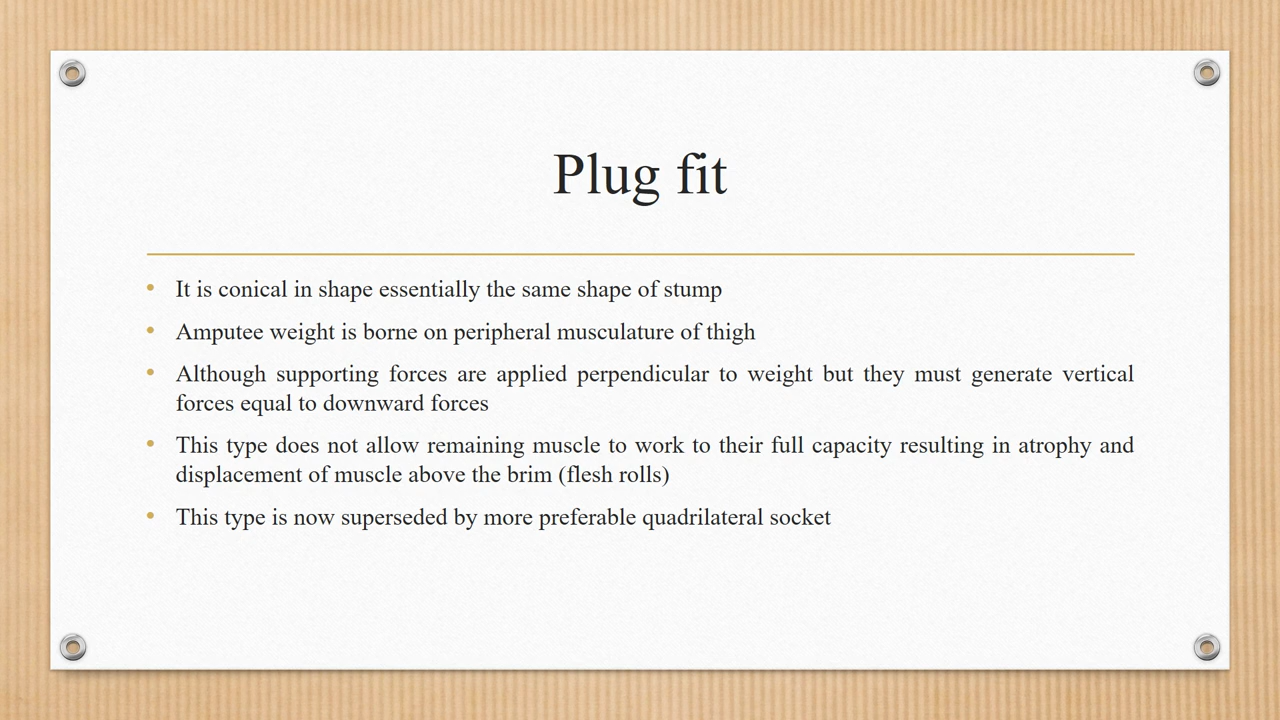 Plug fit
• It is conical in shape essentially the same shape of stump
• Amputee weight is borne on peripheral musculature of thigh
• Although supporting forces are applied perpendicular to weight but they must generate vertical
forces equal to downward forces
• This type does not allow remaining muscle to work to their full capacity resulting in atrophy and
displacement of muscle above the brim (flesh rolls)
• This type is now superseded by more preferable quadrilateral socket